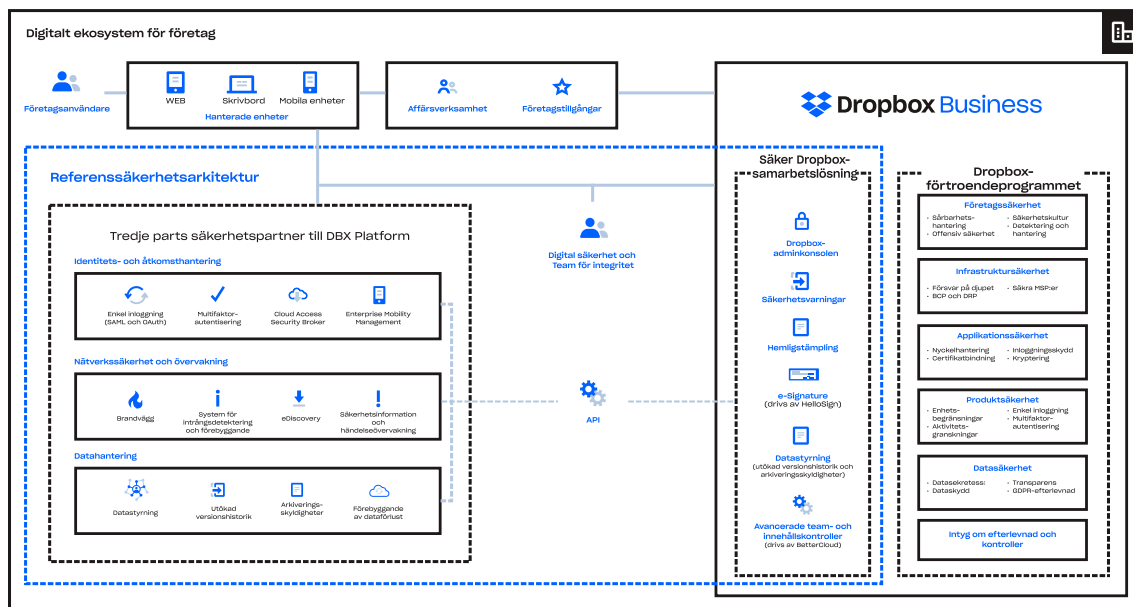 Digitalt ekosystem för företag
Företagsanvändare
WEB
Skrivbord
Mobila enheter
Hanterade enheter
Affärsverksamhet
Företagstillgångar
Dropbox Business
Referenssäkerhetsarkitektur
Tredje parts säkerhetspartner till DBX Platform
Identitets- och åtkomsthantering
Enkel inloggning
(SAML och OAuth)
Multifaktor-
autentisering
Cloud Access
Security Broker
Enterprise Mobility
Management
Nätverkssäkerhet och övervakning
Brandvägg
System för
intrångsdetektering
och förebyggande
eDiscovery
Säkerhetsinformation
och
händelseövervakning
Datahantering
Datastyrning
Utökad
versionshistorik
Arkiverings-
skyldigheter
Förebyggande
av dataförlust
Digital säkerhet och
Team för integritet
API
Säker Dropbox-
samarbetslösning
Dropbox-
adminkonsolen
Säkerhetsvarningar
Hemligstämpling
e-Signature
(drivs av HelloSign)
Datastyrning
(utökad versionshistorik och
arkiveringsskyldigheter)
Avancerade team- och
innehållskontroller
(drivs av BetterCloud)
Dropbox-
förtroendeprogrammet
Företagssäkerhet
· Sårbarhets-
hantering
· Offensiv säkerhet
· Säkerhetskultur
· Detektering och
hantering
Infrastruktursäkerhet
· Försvar på djupet
· BCP och DRP
· Säkra MSP:er
Applikationssäkerhet
· Nyckelhantering
· Certifikatbindning
· Inloggningsskydd
· Kryptering
Produktsäkerhet
· Enhets-
begränsningar
· Aktivitets-
granskningar
· Enkel inloggning
· Multifaktor-
autentisering
Datasäkerhet
· Datasekretess:
· Dataskydd
· Transparens
· GDPR-efterlevnad
Intyg om efterlevnad och
kontroller